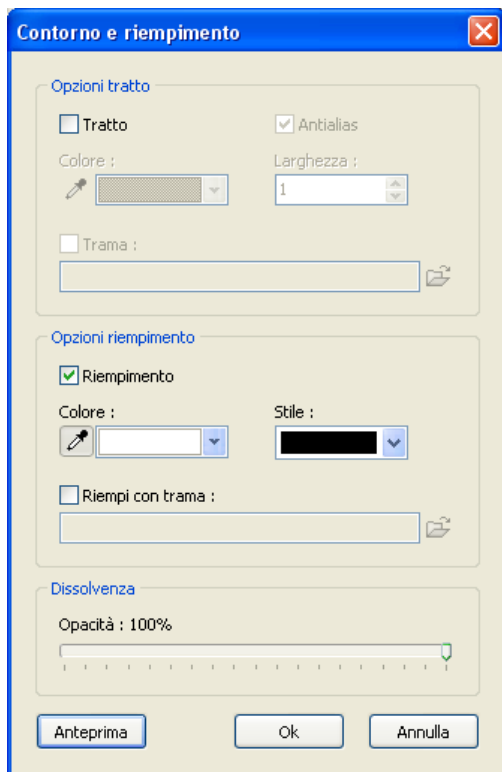 Contorno e riempimento
Opzioni tratto
Tratto
Antialias
Colore :
Larghezza :
1
Trama :
Opzioni riempimento
Riempimento
Colore :
Stile :
Riempi con trama :
Dissolvenza
Opacità : 100%
Anteprima
Ok
Annulla